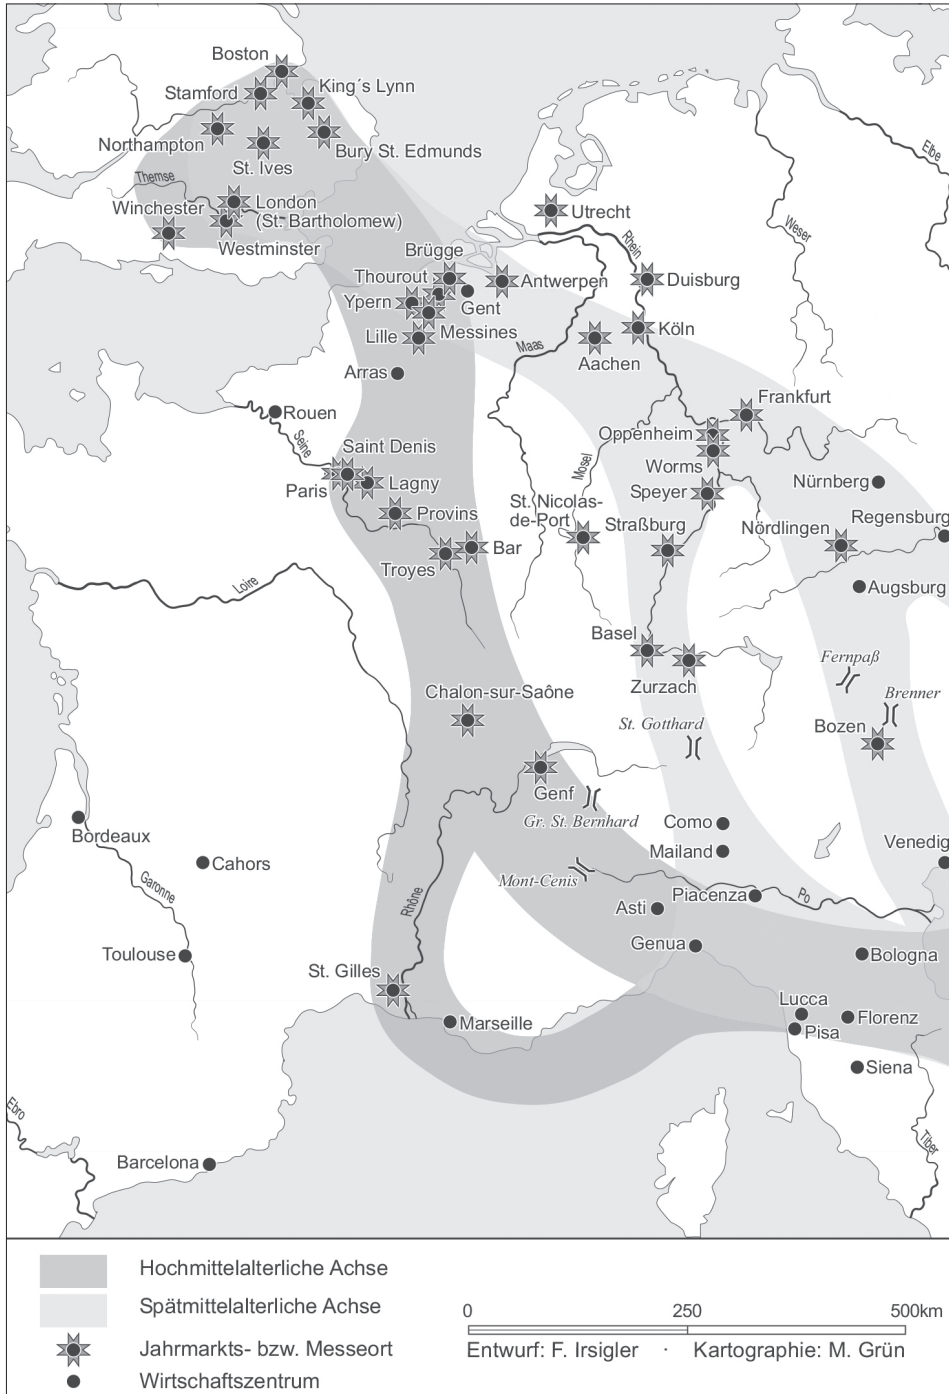 Boston
Stamford
King´s Lynn
Northampton
St. Ives
Bury St. Edmunds
Themse
Winchester
London
(St. Bartholomew)
Westminster
Utrecht
Elbe
Weser
Rhein
Brügge
Thourout
Antwerpen
Duisburg
Ypern
Gent
Messines
Lille
Köln
Maas
Aachen
Arras
Rouen
Frankfurt
Seine
Saint Denis
Oppenheim
Worms
Mosel
Paris
Lagny
Speyer
Nürnberg
St. Nicolas-
de-Port
Provins
Straßburg
Nördlingen
Regensburg
Troyes
Bar
Loire
Augsburg
Basel
Zurzach
Fernpaß
Brenner
Chalon-sur-Saône
St. Gotthard
Bozen
Genf
Gr. St. Bernhard
Como
Bordeaux
Mailand
Venedig
Cahors
Garonne
Mont-Cenis
Rhône
Piacenza
Po
Asti
Toulouse
Genua
Bologna
St. Gilles
Lucca
Florenz
Marseille
Pisa
Siena
Ebro
Tiber
Barcelona
Hochmittelalterliche Achse
Spätmittelalterliche Achse
0 250 500km
Jahrmarkts- bzw. Messeort
Entwurf: F. Irsigler · Kartographie: M. Grün
Wirtschaftszentrum